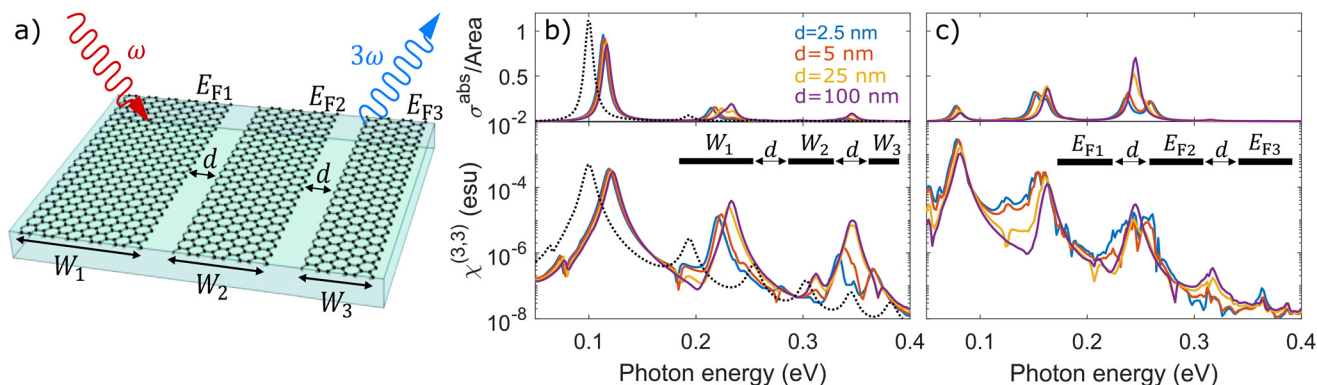 a)
ω
3ω
E_F1
E_F2
E_F3
d
d
W_1
W_2
W_3
b)
σ^abs/Area
1
0.5
10^-2
10^-4
10^-6
10^-8
χ^(3,3) (esu)
d=2.5 nm
d=5 nm
d=25 nm
d=100 nm
W_1 d W_2 d W_3
0.1 0.2 0.3 0.4
Photon energy (eV)
c)
E_F1 d E_F2 d E_F3
0.1 0.2 0.3 0.4
Photon energy (eV)